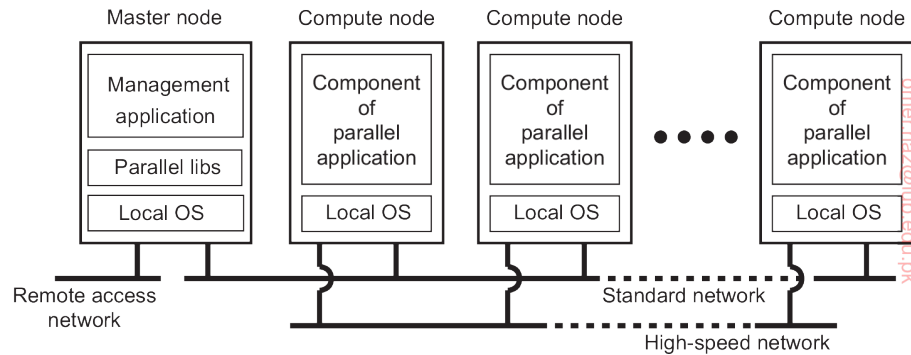 Master node
Compute node
Compute node
Compute node
Management
application
Parallel libs
Local OS
Component
of
parallel
application
Local OS
Component
of
parallel
application
Local OS
Component
of
parallel
application
Local OS
Remote access
network
Standard network
High-speed network